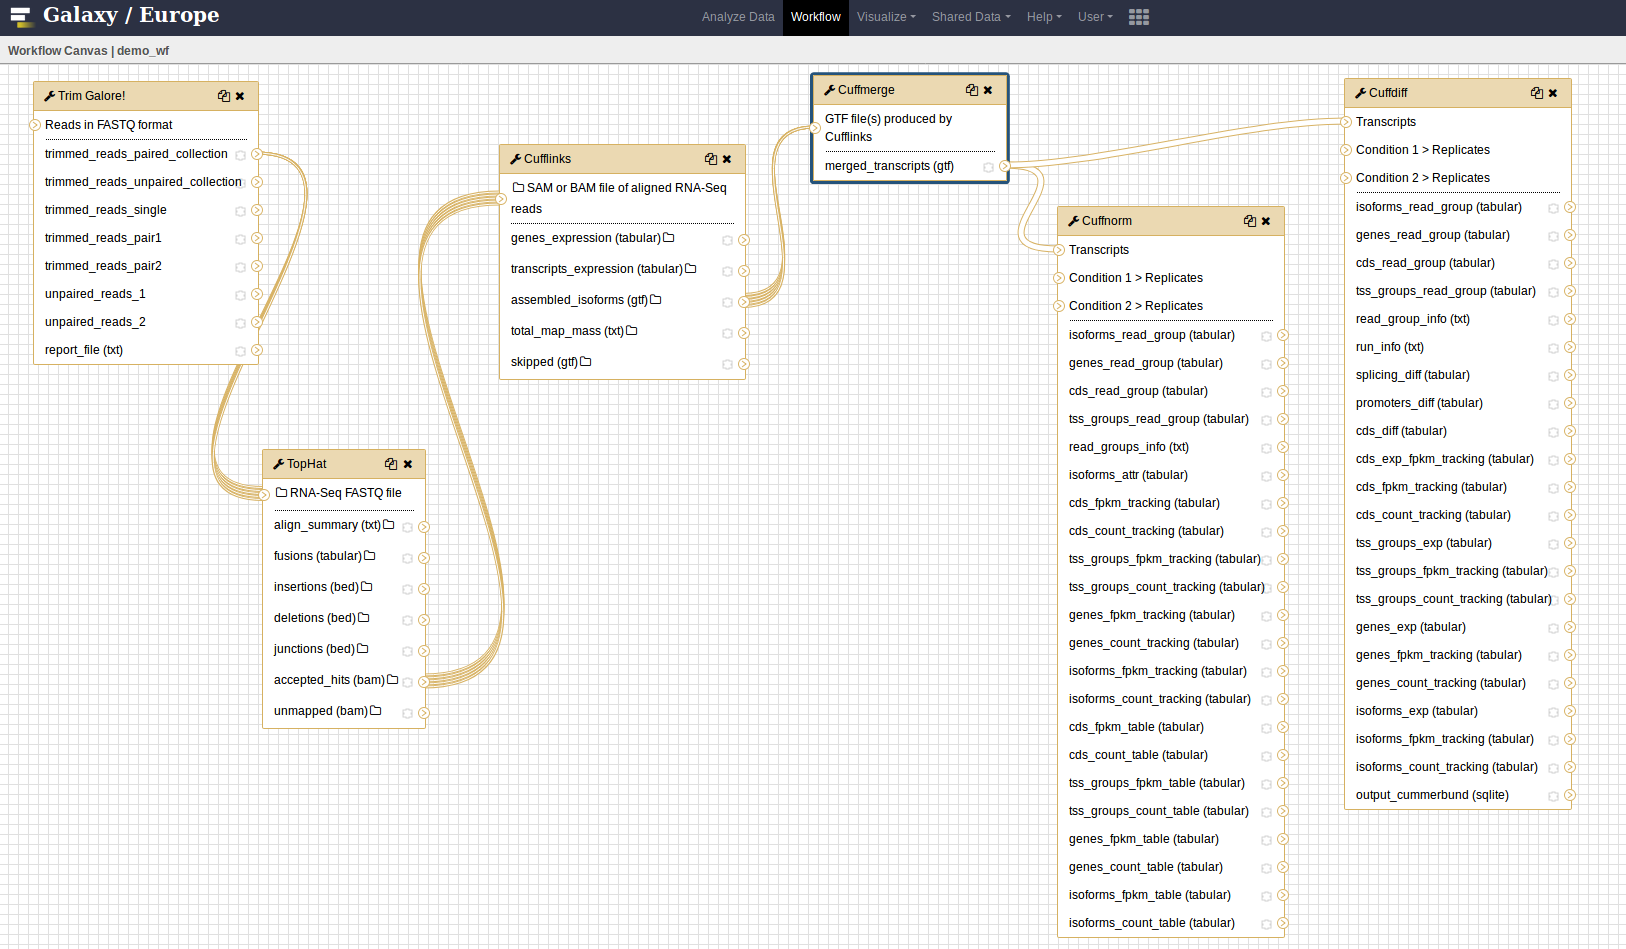 Galaxy / Europe
Analyze Data Workflow Visualize Shared Data Help User
Workflow Canvas | demo_wf
Trim Galore!
Reads in FASTQ format
trimmed_reads_paired_collection
trimmed_reads_unpaired_collection
trimmed_reads_single
trimmed_reads_pair1
trimmed_reads_pair2
unpaired_reads_1
unpaired_reads_2
report_file (txt)
TopHat
RNA-Seq FASTQ file
align_summary (txt)
fusions (tabular)
insertions (bed)
deletions (bed)
junctions (bed)
accepted_hits (bam)
unmapped (bam)
Cufflinks
SAM or BAM file of aligned RNA-Seq
reads
genes_expression (tabular)
transcripts_expression (tabular)
assembled_isoforms (gtf)
total_map_mass (txt)
skipped (gtf)
Cuffmerge
GTF file(s) produced by
Cufflinks
merged_transcripts (gtf)
Cuffnorm
Transcripts
Condition 1 > Replicates
Condition 2 > Replicates
isoforms_read_group (tabular)
genes_read_group (tabular)
cds_read_group (tabular)
tss_groups_read_group (tabular)
read_groups_info (txt)
isoforms_attr (tabular)
cds_fpkm_tracking (tabular)
cds_count_tracking (tabular)
tss_groups_fpkm_tracking (tabular)
tss_groups_count_tracking (tabular)
genes_fpkm_tracking (tabular)
genes_count_tracking (tabular)
isoforms_fpkm_tracking (tabular)
isoforms_count_tracking (tabular)
cds_fpkm_table (tabular)
cds_count_table (tabular)
tss_groups_fpkm_table (tabular)
tss_groups_count_table (tabular)
genes_fpkm_table (tabular)
genes_count_table (tabular)
isoforms_fpkm_table (tabular)
isoforms_count_table (tabular)
Cuffdiff
Transcripts
Condition 1 > Replicates
Condition 2 > Replicates
isoforms_read_group (tabular)
genes_read_group (tabular)
cds_read_group (tabular)
tss_groups_read_group (tabular)
read_group_info (txt)
run_info (txt)
splicing_diff (tabular)
promoters_diff (tabular)
cds_diff (tabular)
cds_exp_fpkm_tracking (tabular)
cds_fpkm_tracking (tabular)
cds_count_tracking (tabular)
tss_groups_exp (tabular)
tss_groups_fpkm_tracking (tabular)
tss_groups_count_tracking (tabular)
genes_exp (tabular)
genes_fpkm_tracking (tabular)
genes_count_tracking (tabular)
isoforms_exp (tabular)
isoforms_fpkm_tracking (tabular)
isoforms_count_tracking (tabular)
output_cummerbund (sqlite)